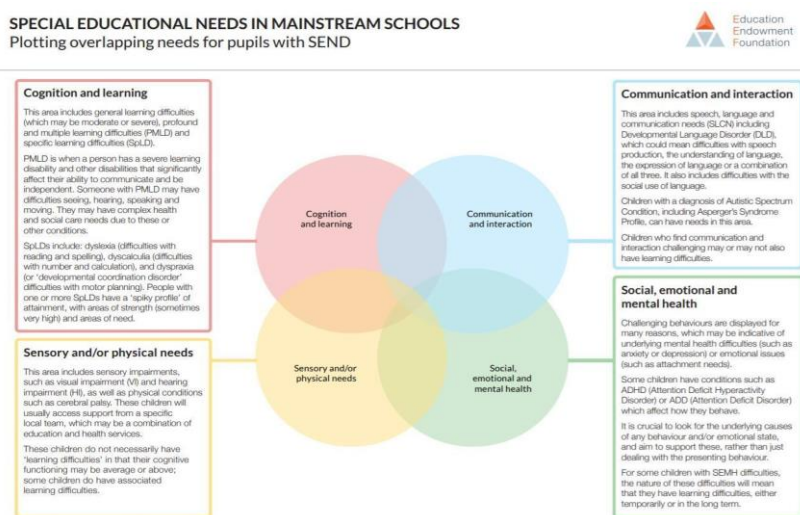 SPECIAL EDUCATIONAL NEEDS IN MAINSTREAM SCHOOLS
Plotting overlapping needs for pupils with SEND
Education
Endowment
Foundation
Cognition and learning
This area includes general learning difficulties
(which may be moderate or severe), profound
and multiple learning difficulties (PMLD) and
specific learning difficulties (SpLD).
PMLD is when a person has a severe learning
disability and other disabilities that significantly
affect their ability to communicate and be
independent. Someone with PMLD may have
difficulties seeing, hearing, speaking and
moving. They may have complex health
and social care needs due to these or
other conditions.
SpLDs include: dyslexia (difficulties with
reading and spelling), dyscalculia (difficulties
with number and calculation), and dyspraxia
(or 'developmental coordination disorder'
difficulties with motor planning). People with
one or more SpLDs have a 'spiky profile' of
attainment, with areas of strength (sometimes
very high) and areas of need.
Sensory and/or physical needs
This area includes sensory impairments,
such as visual impairment (VI) and hearing
impairment (HI), as well as physical conditions
such as cerebral palsy. These children will
usually access support from a specific
local team, which may be a combination of
education and health services.
These children do not necessarily have
'learning difficulties' in that their cognitive
functioning may be average or above;
some children do have associated
learning difficulties.
Cognition
and learning
Communication
and interaction
Sensory and/or
physical needs
Social,
emotional and
mental health
Communication and interaction
This area includes speech, language and
communication needs (SLCN) including
Developmental Language Disorder (DLD),
which could mean difficulties with speech
production, the understanding of language,
the expression of language or a combination
of all three. It also includes difficulties with the
social use of language.
Children with a diagnosis of Autistic Spectrum
Condition, including Asperger's Syndrome
Profile, can have needs in this area.
Children who find communication and
interaction challenging may or may not also
have learning difficulties.
Social, emotional and
mental health
Challenging behaviours are displayed for
many reasons, which may be indicative of
underlying mental health difficulties (such as
anxiety or depression) or emotional issues
(such as attachment needs).
Some children have conditions such as
ADHD (Attention Deficit Hyperactivity
Disorder) or ADD (Attention Deficit Disorder)
which affect how they behave.
It is crucial to look for the underlying causes
of any behaviour and/or emotional state,
and aim to support these, rather than just
dealing with the presenting behaviour.
For some children with SEMH difficulties,
the nature of these difficulties will mean
that they have learning difficulties, either
temporarily or in the long term.